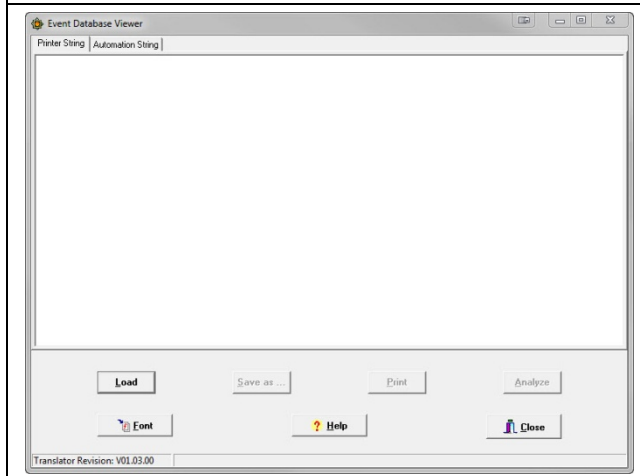 Event Database Viewer
Printer String Automation String
Load Save as ... Print Analyze
Font ? Help Close
Translator Revision: V01.03.00